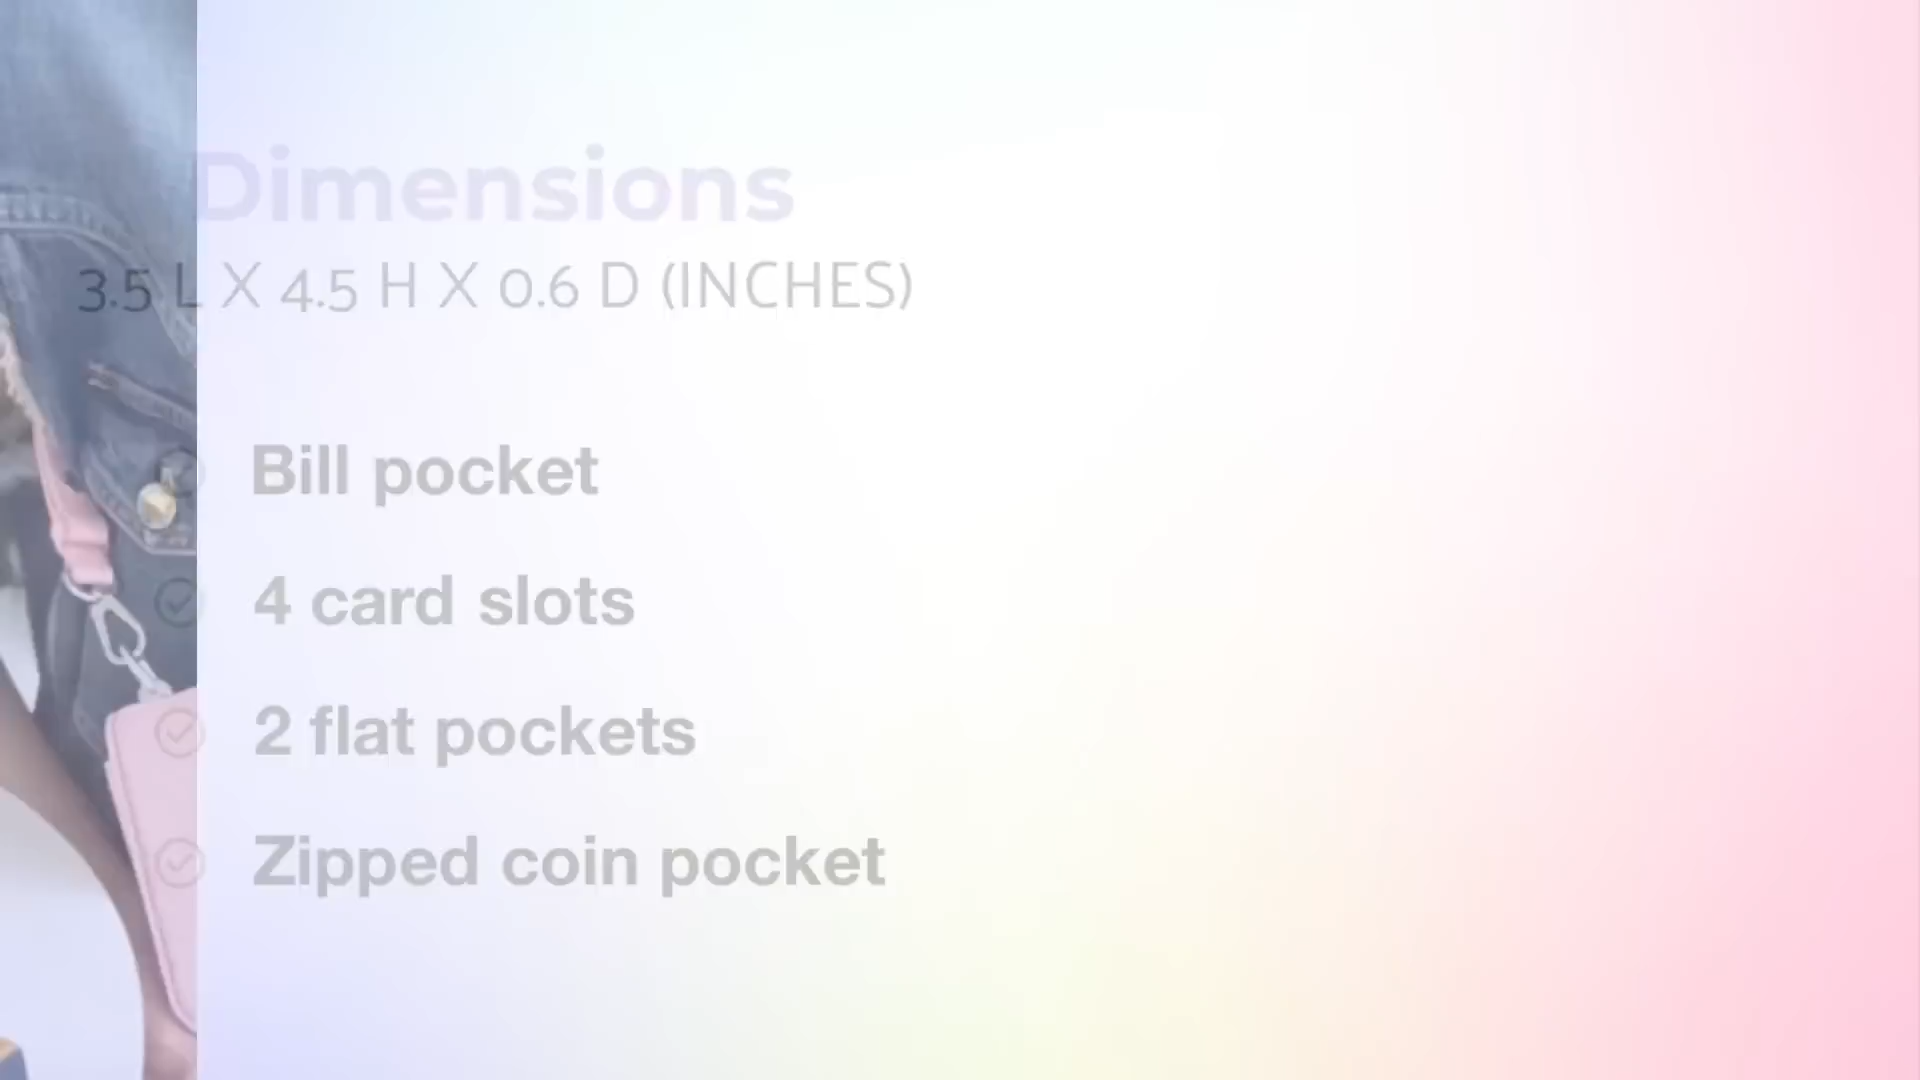 Dimensions
3.5 L X 4.5 H X 0.6 D (INCHES)
Bill pocket
4 card slots
2 flat pockets
Zipped coin pocket